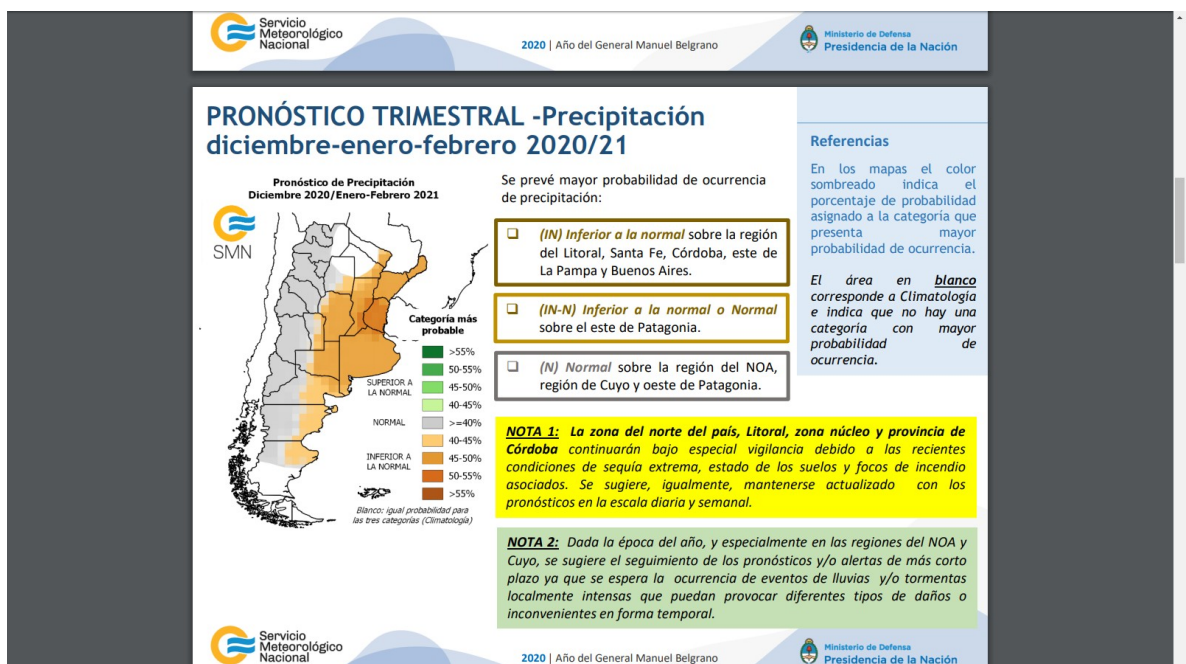 Servicio
Meteorológico
Nacional
2020 | Año del General Manuel Belgrano
Ministerio de Defensa
Presidencia de la Nación
PRONÓSTICO TRIMESTRAL -Precipitación
diciembre-enero-febrero 2020/21
Pronóstico de Precipitación
Diciembre 2020/Enero-Febrero 2021
SMN
Categoría más
probable
>55%
50-55%
SUPERIOR A
LA NORMAL
45-50%
40-45%
NORMAL
>=40%
40-45%
INFERIOR A
LA NORMAL
45-50%
50-55%
>55%
Blanco: igual probabilidad para
las tres categorías (Climatología)
Se prevé mayor probabilidad de ocurrencia
de precipitación:
(IN) Inferior a la normal sobre la región
del Litoral, Santa Fe, Córdoba, este de
La Pampa y Buenos Aires.
(IN-N) Inferior a la normal o Normal
sobre el este de Patagonia.
(N) Normal sobre la región del NOA,
región de Cuyo y oeste de Patagonia.
NOTA 1: La zona del norte del país, Litoral, zona núcleo y provincia de
Córdoba continuarán bajo especial vigilancia debido a las recientes
condiciones de sequía extrema, estado de los suelos y focos de incendio
asociados. Se sugiere, igualmente, mantenerse actualizado con los
pronósticos en la escala diaria y semanal.
NOTA 2: Dada la época del año, y especialmente en las regiones del NOA y
Cuyo, se sugiere el seguimiento de los pronósticos y/o alertas de más corto
plazo ya que se espera la ocurrencia de eventos de lluvias y/o tormentas
localmente intensas que puedan provocar diferentes tipos de daños o
inconvenientes en forma temporal.
Referencias
En los mapas el color
sombreado indica el
porcentaje de probabilidad
asignado a la categoría que
presenta mayor
probabilidad de ocurrencia.
El área en blanco
corresponde a Climatología
e indica que no hay una
categoría con mayor
probabilidad de
ocurrencia.
Servicio
Meteorológico
Nacional
2020 | Año del General Manuel Belgrano
Ministerio de Defensa
Presidencia de la Nación